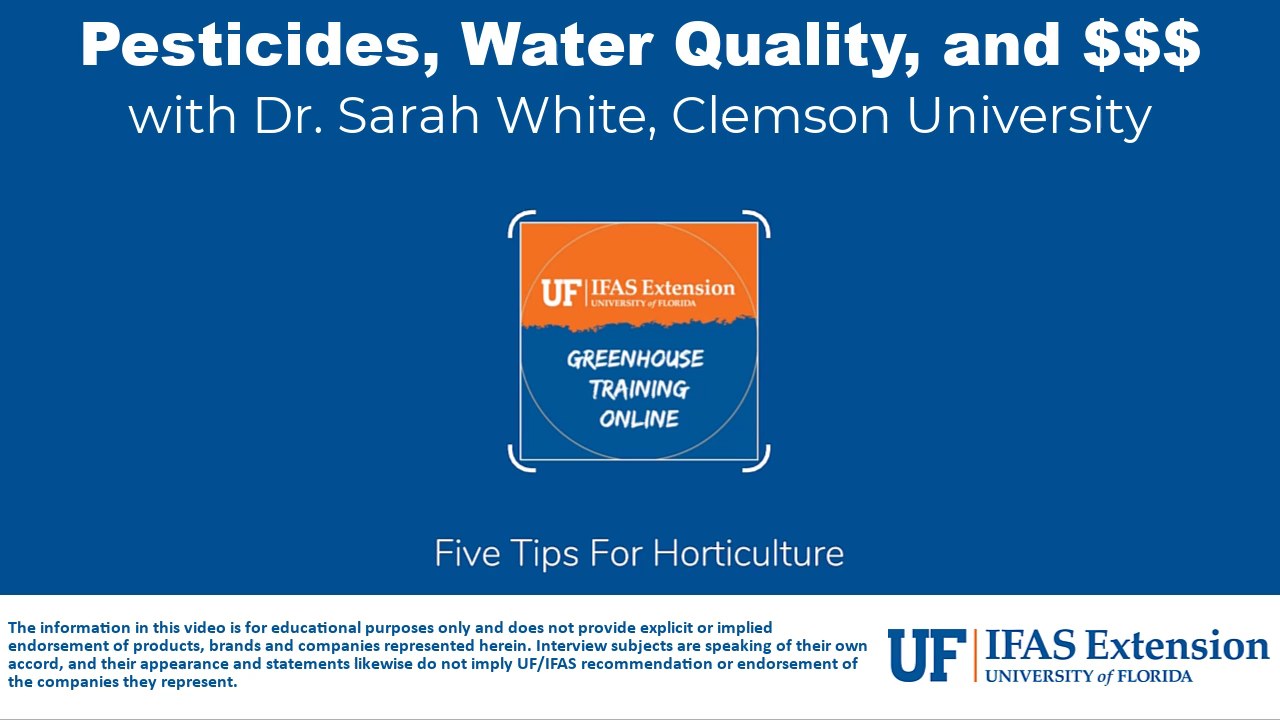 Pesticides, Water Quality, and $$$
with Dr. Sarah White, Clemson University
UF IFAS Extension
UNIVERSITY of FLORIDA
GREENHOUSE
TRAINING
ONLINE
Five Tips For Horticulture
The information in this video is for educational purposes only and does not provide explicit or implied
endorsement of products, brands and companies represented herein. Interview subjects are speaking of their own
accord, and their appearance and statements likewise do not imply UF/IFAS recommendation or endorsement of
the companies they represent.
UF IFAS Extension
UNIVERSITY of FLORIDA